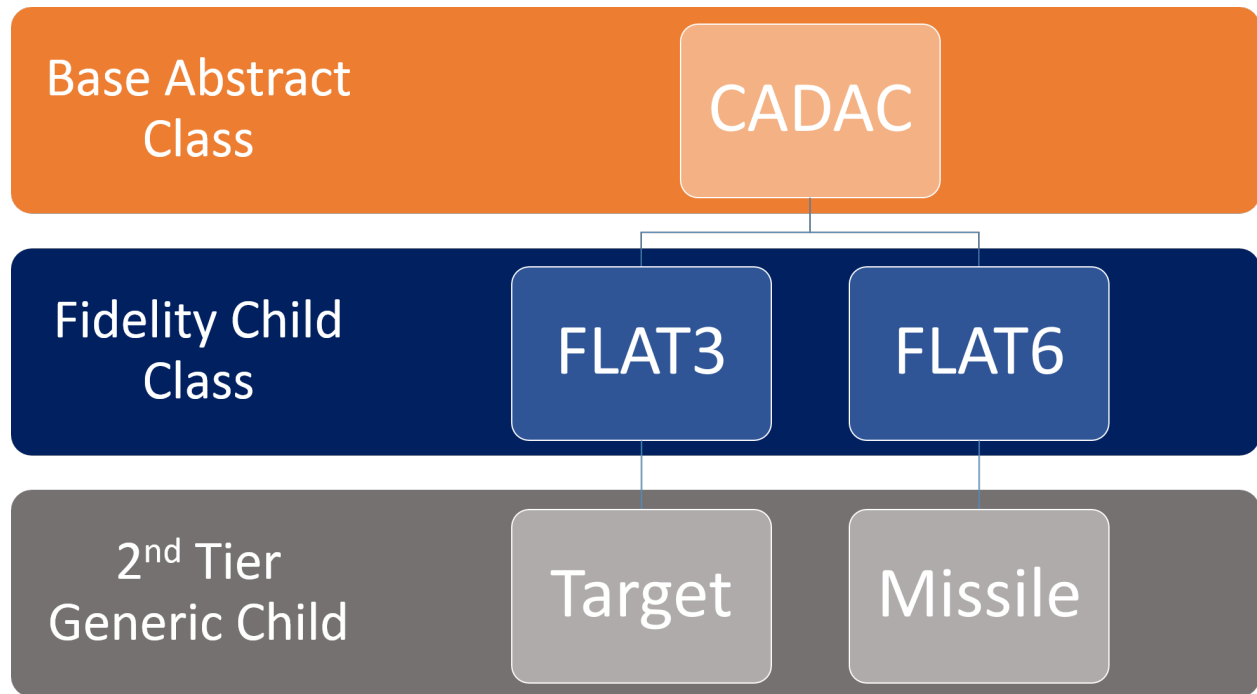 Base Abstract
Class
CADAC
Fidelity Child
Class
FLAT3
FLAT6
2nd Tier
Generic Child
Target
Missile